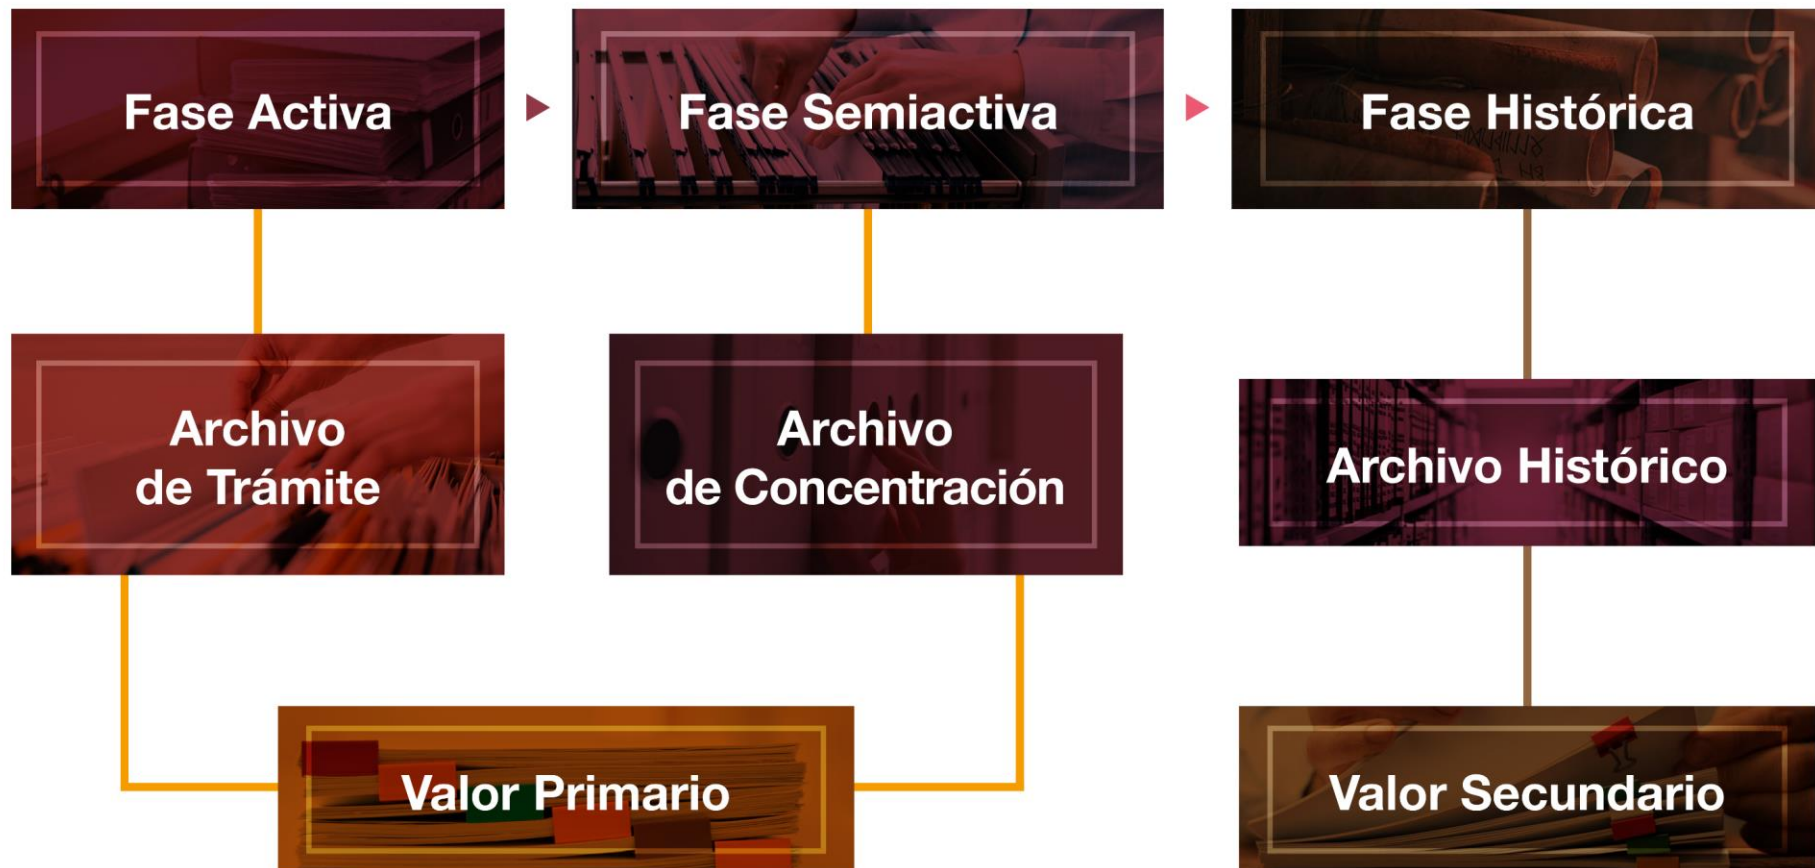 Fase Activa
Fase Semiactiva
Fase Histórica
Archivo
de Trámite
Archivo
de Concentración
Archivo Histórico
Valor Primario
Valor Secundario